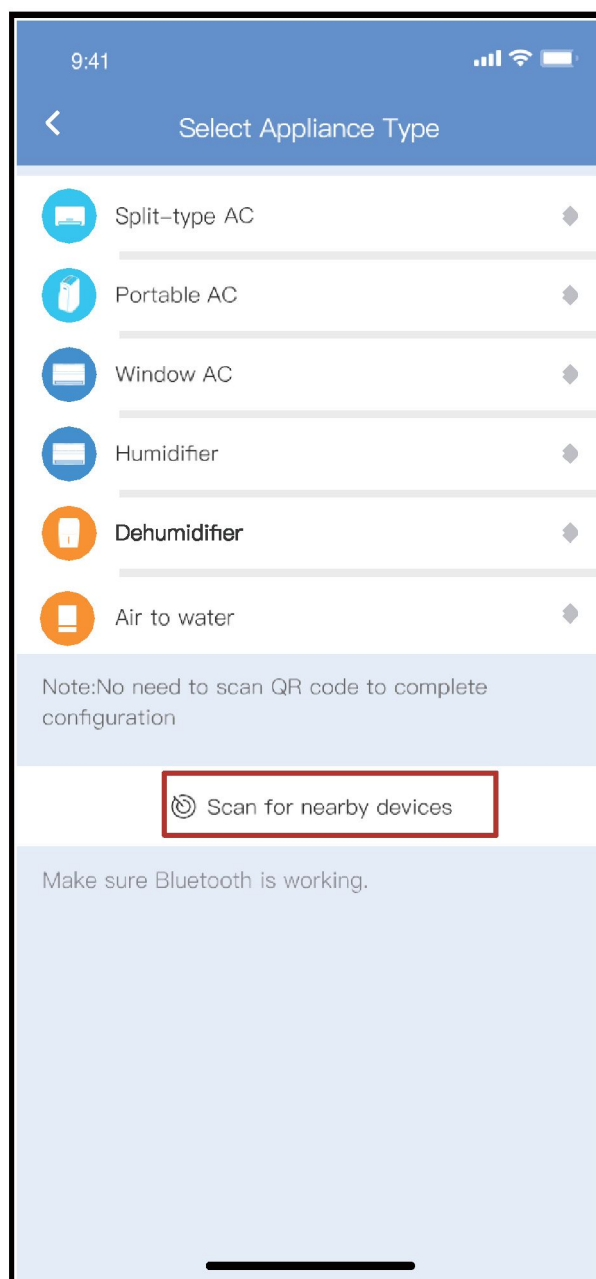 9:41
Select Appliance Type
Split-type AC
Portable AC
Window AC
Humidifier
Dehumidifier
Air to water
Note:No need to scan QR code to complete
configuration
Scan for nearby devices
Make sure Bluetooth is working.